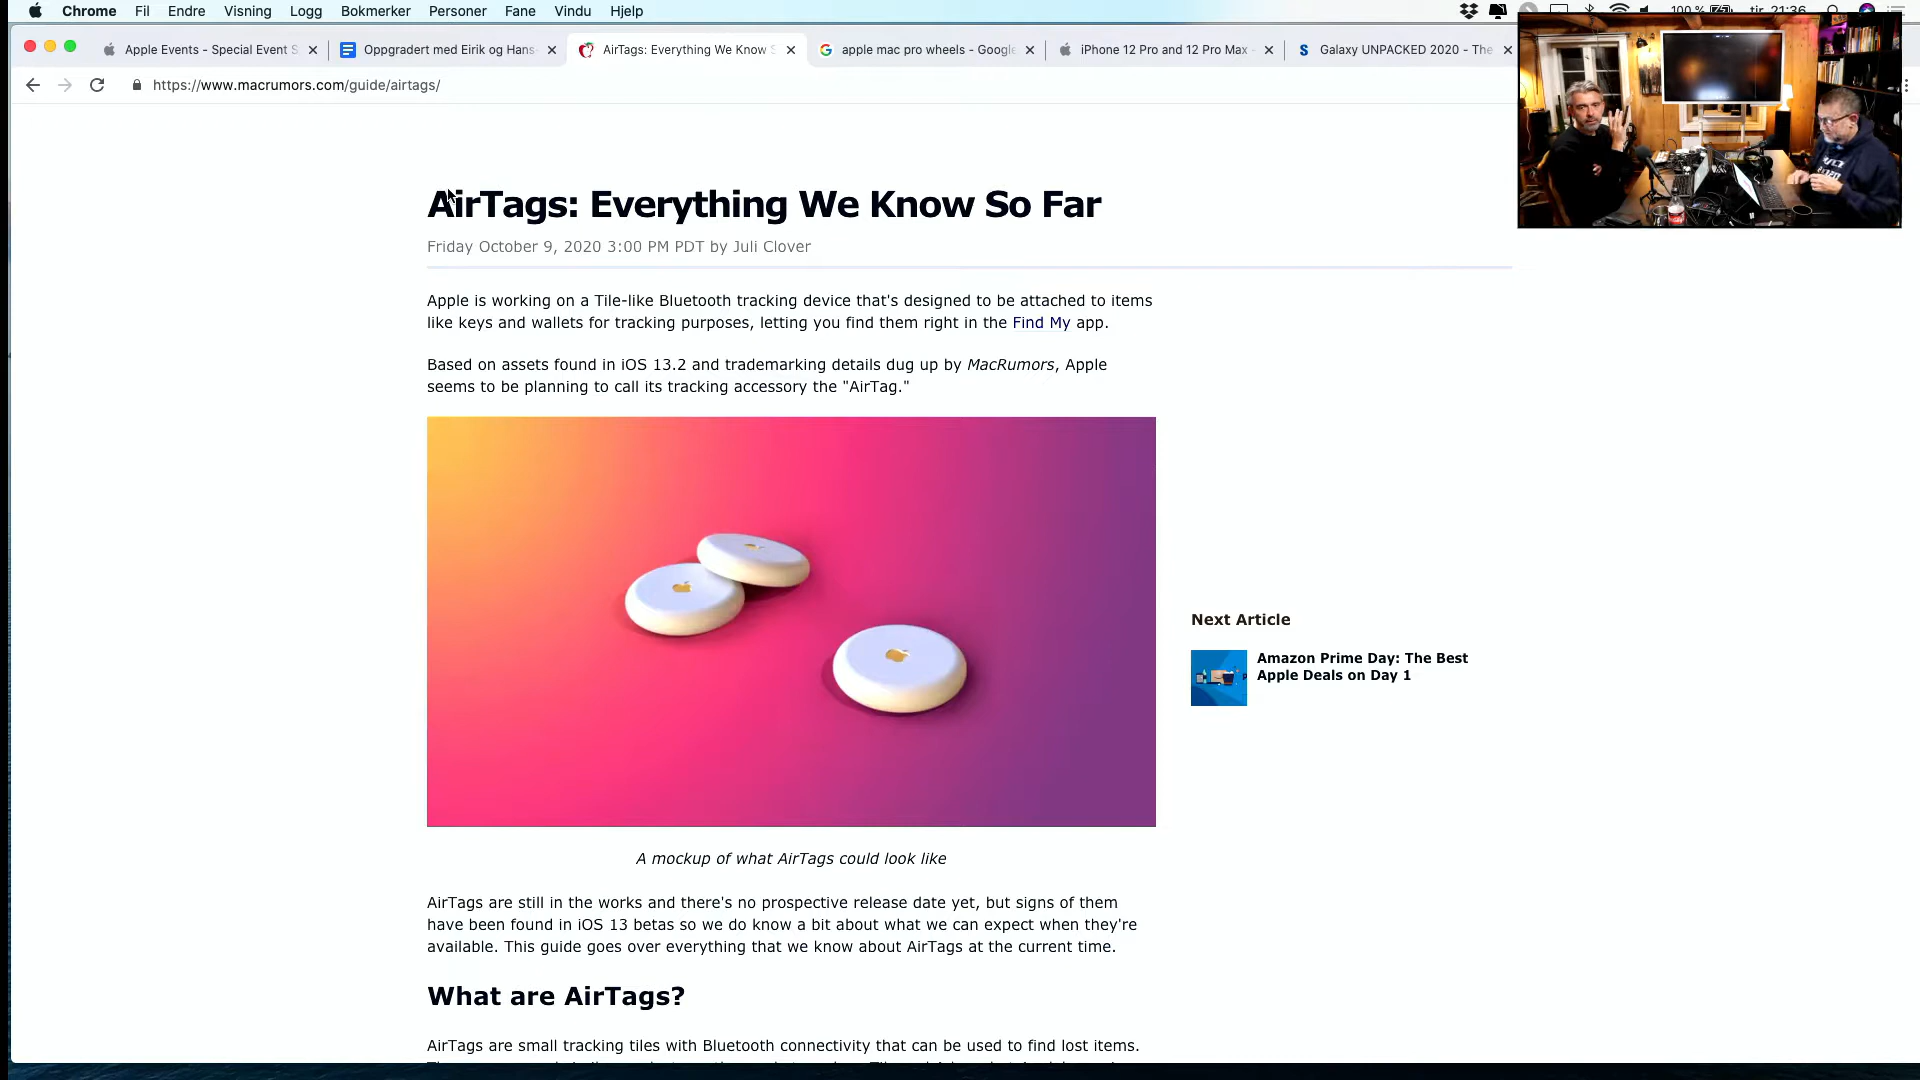 Chrome Fil Endre Visning Logg Bokmerker Personer Fane Vindu Hjelp 100 % tir. 21:36
Apple Events - Special Event S
Oppgradert med Eirik og Hans-
AirTags: Everything We Know S
apple mac pro wheels - Google
iPhone 12 Pro and 12 Pro Max -
Galaxy UNPACKED 2020 - The
https://www.macrumors.com/guide/airtags/
AirTags: Everything We Know So Far
Friday October 9, 2020 3:00 PM PDT by Juli Clover
Apple is working on a Tile-like Bluetooth tracking device that's designed to be attached to items
like keys and wallets for tracking purposes, letting you find them right in the Find My app.
Based on assets found in iOS 13.2 and trademarking details dug up by MacRumors, Apple
seems to be planning to call its tracking accessory the "AirTag."
Next Article
Amazon Prime Day: The Best
Apple Deals on Day 1
A mockup of what AirTags could look like
AirTags are still in the works and there's no prospective release date yet, but signs of them
have been found in iOS 13 betas so we do know a bit about what we can expect when they're
available. This guide goes over everything that we know about AirTags at the current time.
What are AirTags?
AirTags are small tracking tiles with Bluetooth connectivity that can be used to find lost items.